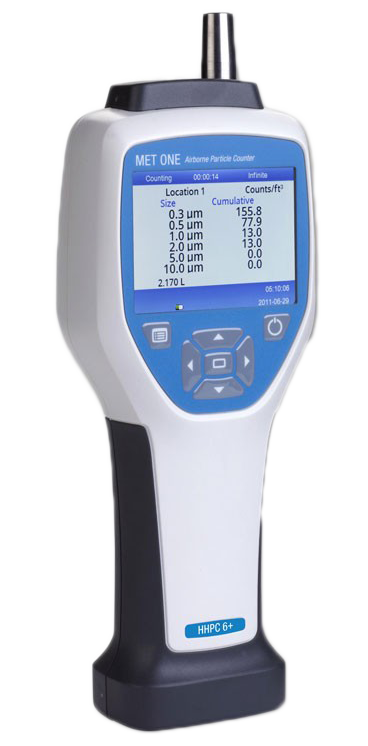 MET ONE Airborne Particle Counter
Counting 00:00:14 Infinite
Location 1 Counts/ft³
Size Cumulative
0.3 um 155.8
0.5 um 77.9
1.0 um 13.0
2.0 um 13.0
5.0 um 0.0
10.0 um 0.0
2.170 L
05:10:06
2011-06-29
HHPC 6+